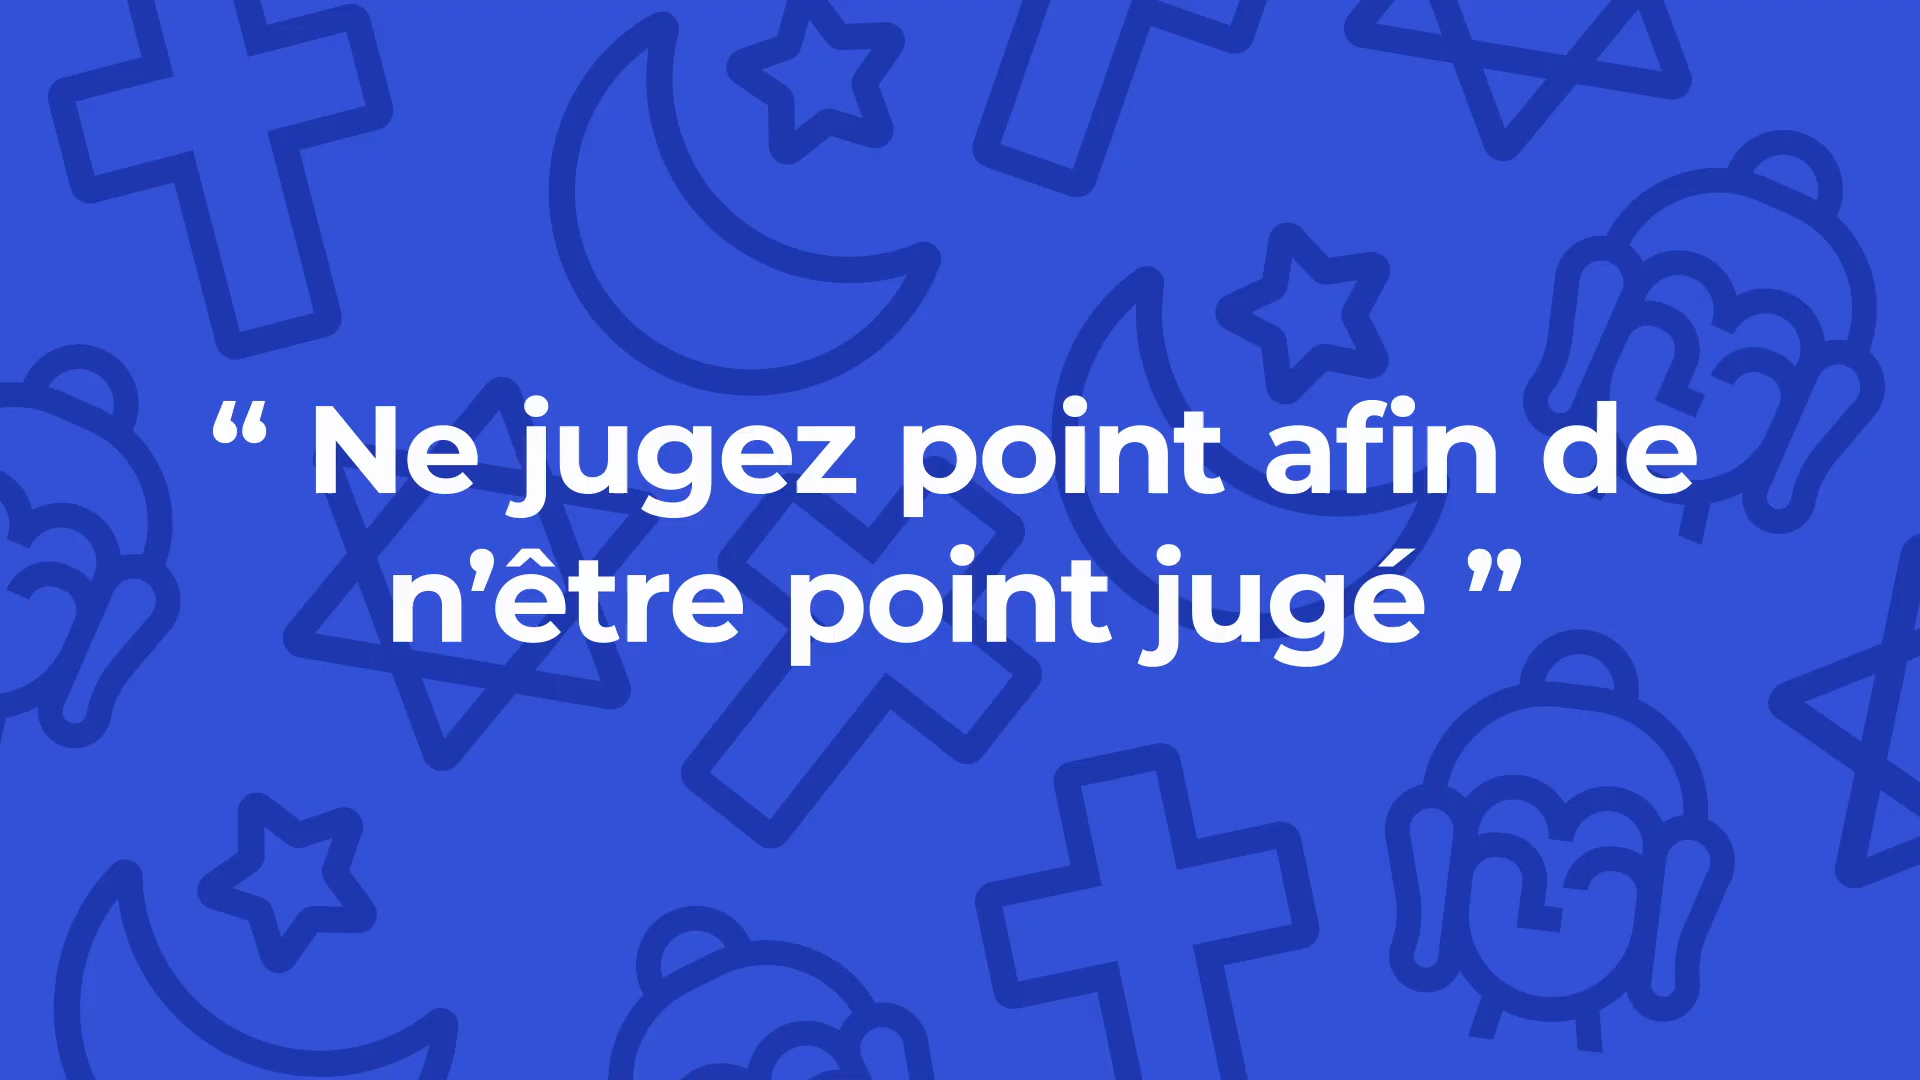 “ Ne jugez point afin de
n’être point jugé ”